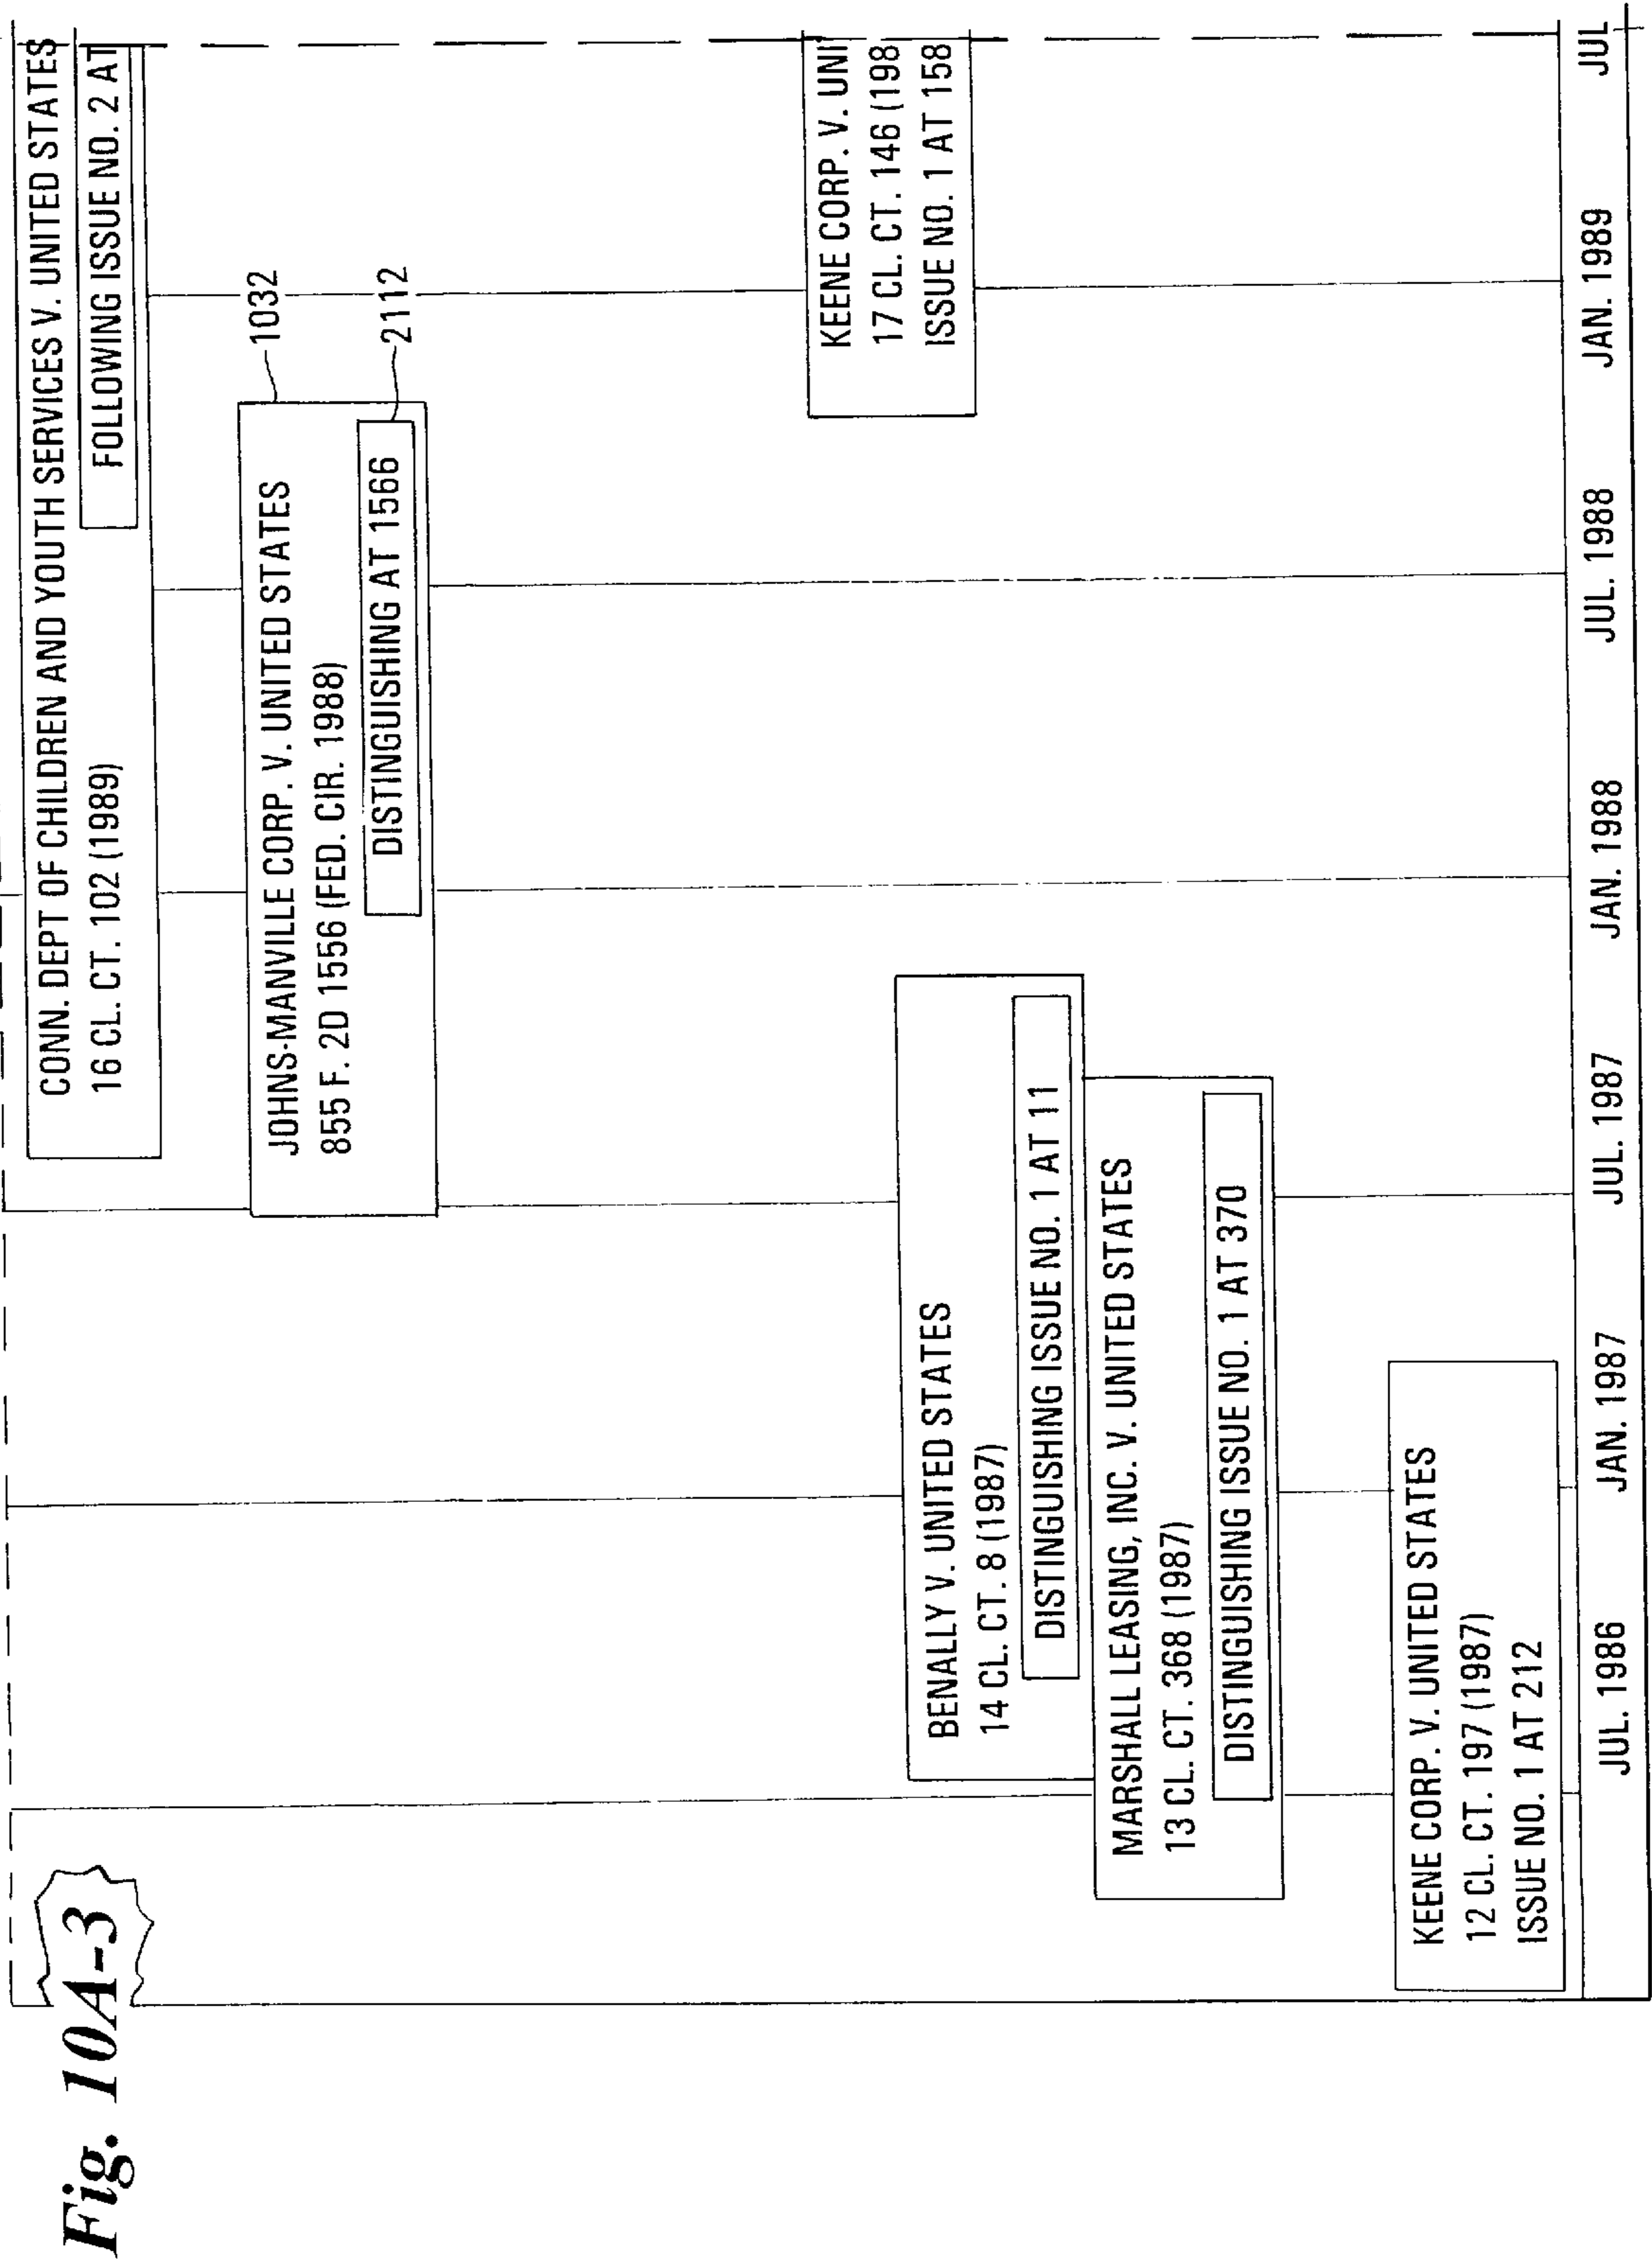 Fig. 10A-3
CONN. DEPT OF CHILDREN AND YOUTH SERVICES V. UNITED STATES
16 CL. CT. 102 (1989)
FOLLOWING ISSUE NO. 2 AT
1032
JOHNS-MANVILLE CORP. V. UNITED STATES
855 F. 2D 1556 (FED. CIR. 1988)
DISTINGUISHING AT 1566
2112
KEENE CORP. V. UNI
17 CL. CT. 146 (198
ISSUE NO. 1 AT 158
BENALLY V. UNITED STATES
14 CL. CT. 8 (1987)
DISTINGUISHING ISSUE NO. 1 AT 11
MARSHALL LEASING, INC. V. UNITED STATES
13 CL. CT. 368 (1987)
DISTINGUISHING ISSUE NO. 1 AT 370
KEENE CORP. V. UNITED STATES
12 CL. CT. 197 (1987)
ISSUE NO. 1 AT 212
JUL. 1986 JAN. 1987 JUL. 1987 JAN. 1988 JUL. 1988 JAN. 1989 JUL